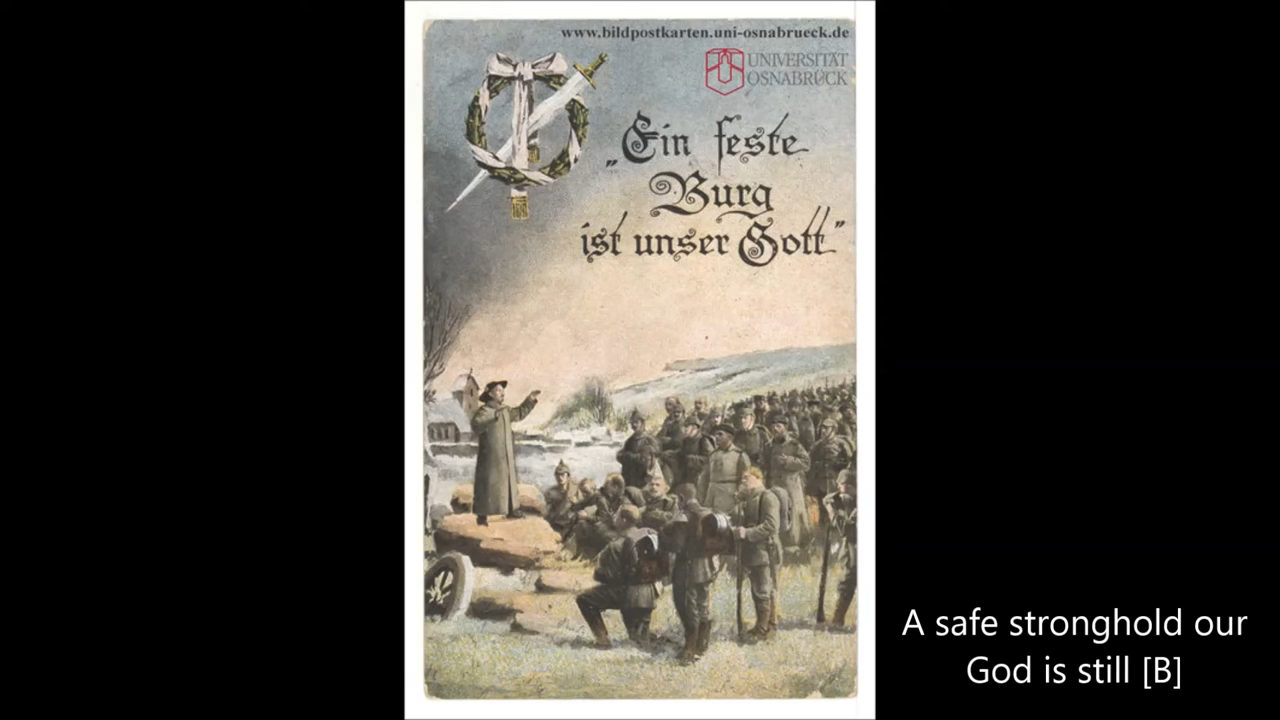 www.bildpostkarten.uni-osnabrueck.de
UNIVERSITÄT
OSNABRÜCK
„Ein feste
Burg
ist unser Gott“
A safe stronghold our
God is still [B]